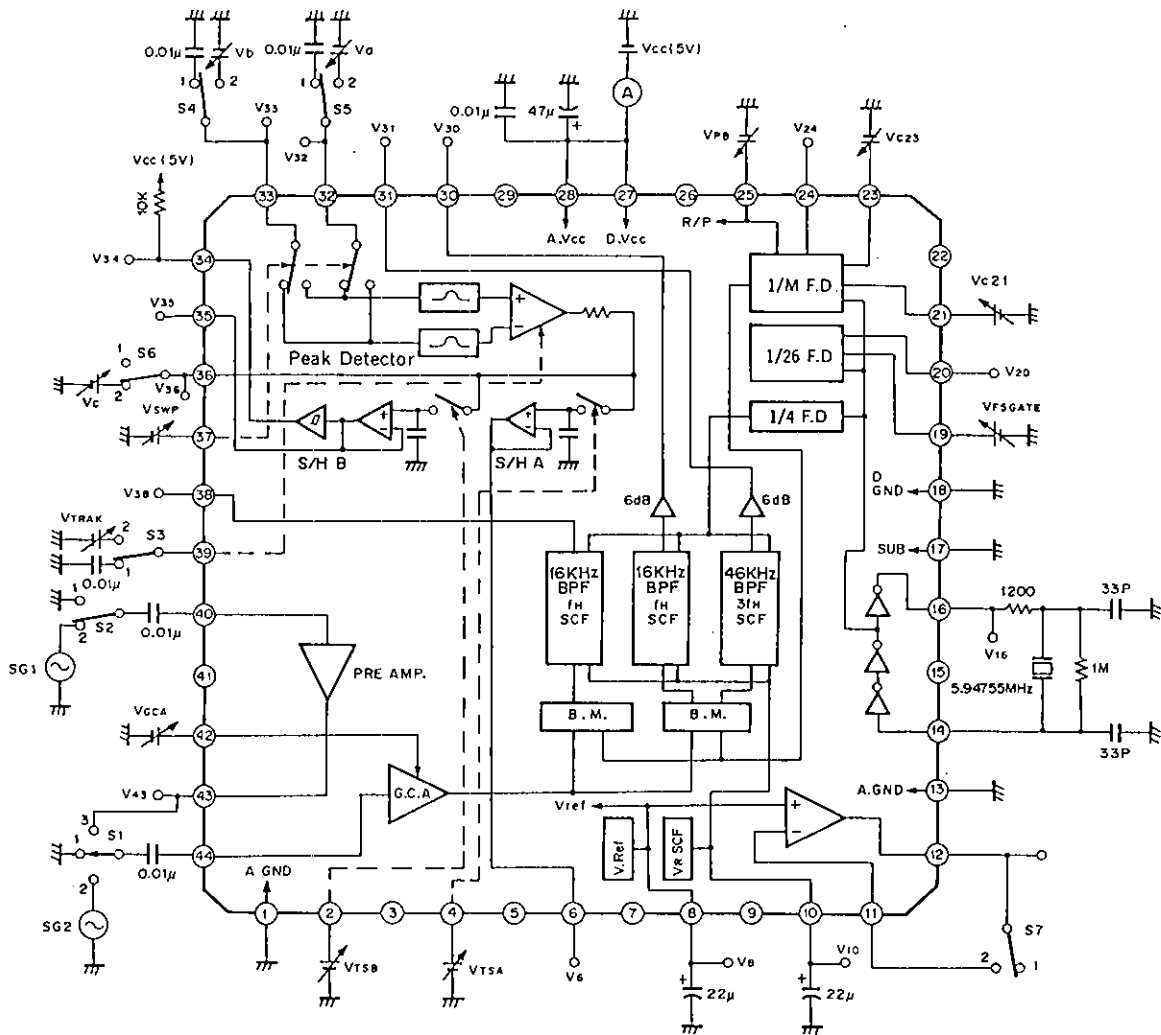 0.01μ Vb 0.01μ Va
1 2 1 2
S4 S5
V33 V32 V31 V30
0.01μ 47μ +
Vcc(5V)
A
VPB V24 VC23
Vcc(5V)
10K
33 32 31 30 29 28 27 26 25 24 23
A.Vcc D.Vcc R/P
V34 34
V35 35
1 S6 2
Vc V36 36
VSWP 37
V38 38
VTRAK 2 S3 1
0.01μ 39
1 S2 2
0.01μ 40
SG1
41
VGCA 42
V43 43
3 1 S1 2
0.01μ 44
SG2
Peak Detector
+
−
S/H B
+
−
S/H A
+
−
1/M F.D
1/26 F.D
1/4 F.D
6dB 6dB
16KHz BPF fH SCF
16KHz BPF fH SCF
46KHz BPF 3fH SCF
B.M. B.M.
PRE AMP.
G.C.A
Vref
V.Ref
VR SCF
+
−
22
21 VC21
20 V20
19 VFSGATE
D GND 18
SUB 17
16 1200 33P
V16
15
5.94755MHz 1M
14 33P
A.GND 13
12
S7
2 1
A GND
1 2 3 4 5 6 7 8 9 10 11
VTSB VTSA V6 V8 V10
+ 22μ + 22μ